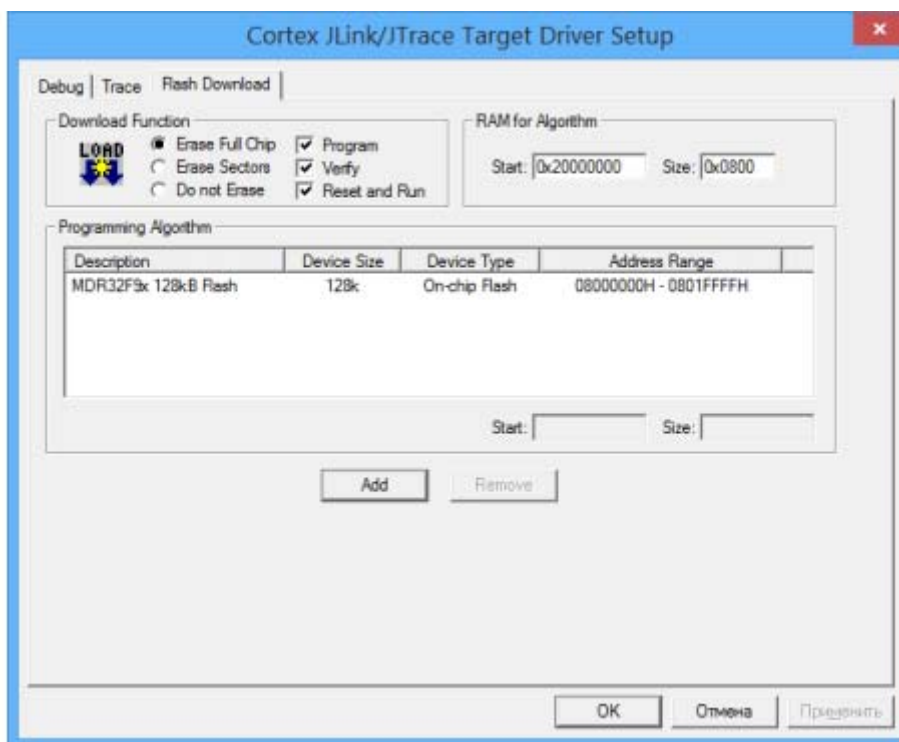 Cortex JLink/JTrace Target Driver Setup
Debug Trace Flash Download
Download Function
LOAD
Erase Full Chip Program
Erase Sectors Verify
Do not Erase Reset and Run
RAM for Algorithm
Start: 0x20000000 Size: 0x0800
Programming Algorithm
Description Device Size Device Type Address Range
MDR32F9x 128kB Flash 128k On-chip Flash 08000000H - 0801FFFFH
Start: Size:
Add Remove
OK Отмена Применить